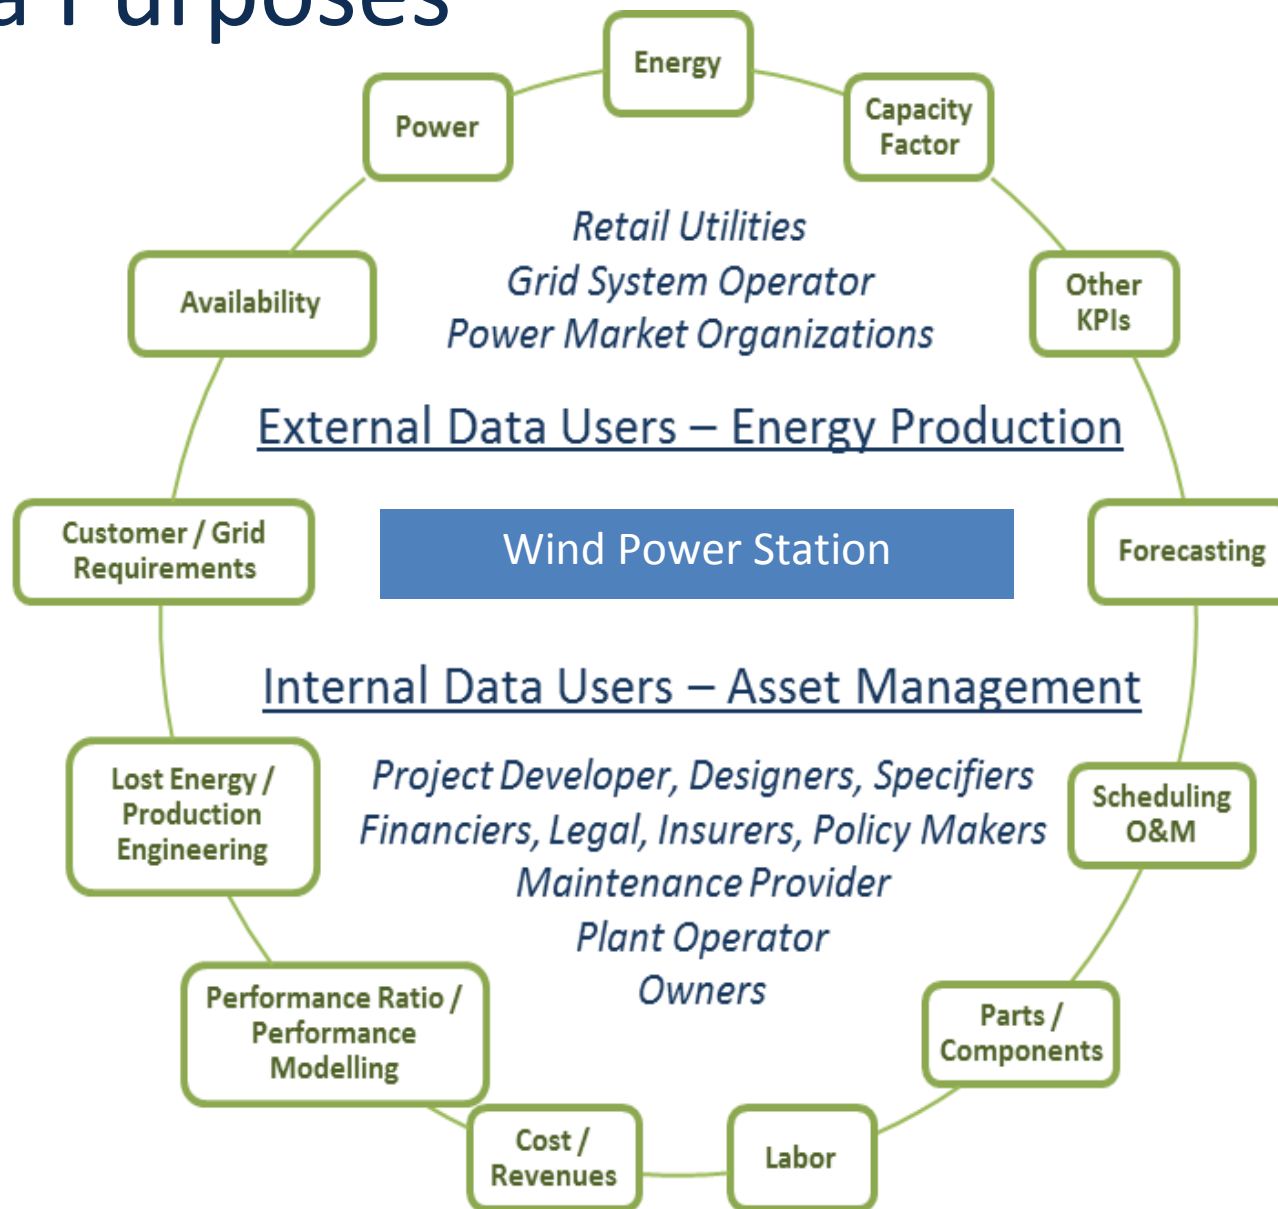 a Purposes
Energy
Power
Capacity
Factor
Retail Utilities
Grid System Operator
Power Market Organizations
Availability
Other
KPIs
External Data Users – Energy Production
Customer / Grid
Requirements
Wind Power Station
Forecasting
Internal Data Users – Asset Management
Lost Energy /
Production
Engineering
Project Developer, Designers, Specifiers
Financiers, Legal, Insurers, Policy Makers
Maintenance Provider
Plant Operator
Owners
Scheduling
O&M
Performance Ratio /
Performance
Modelling
Parts /
Components
Cost /
Revenues
Labor